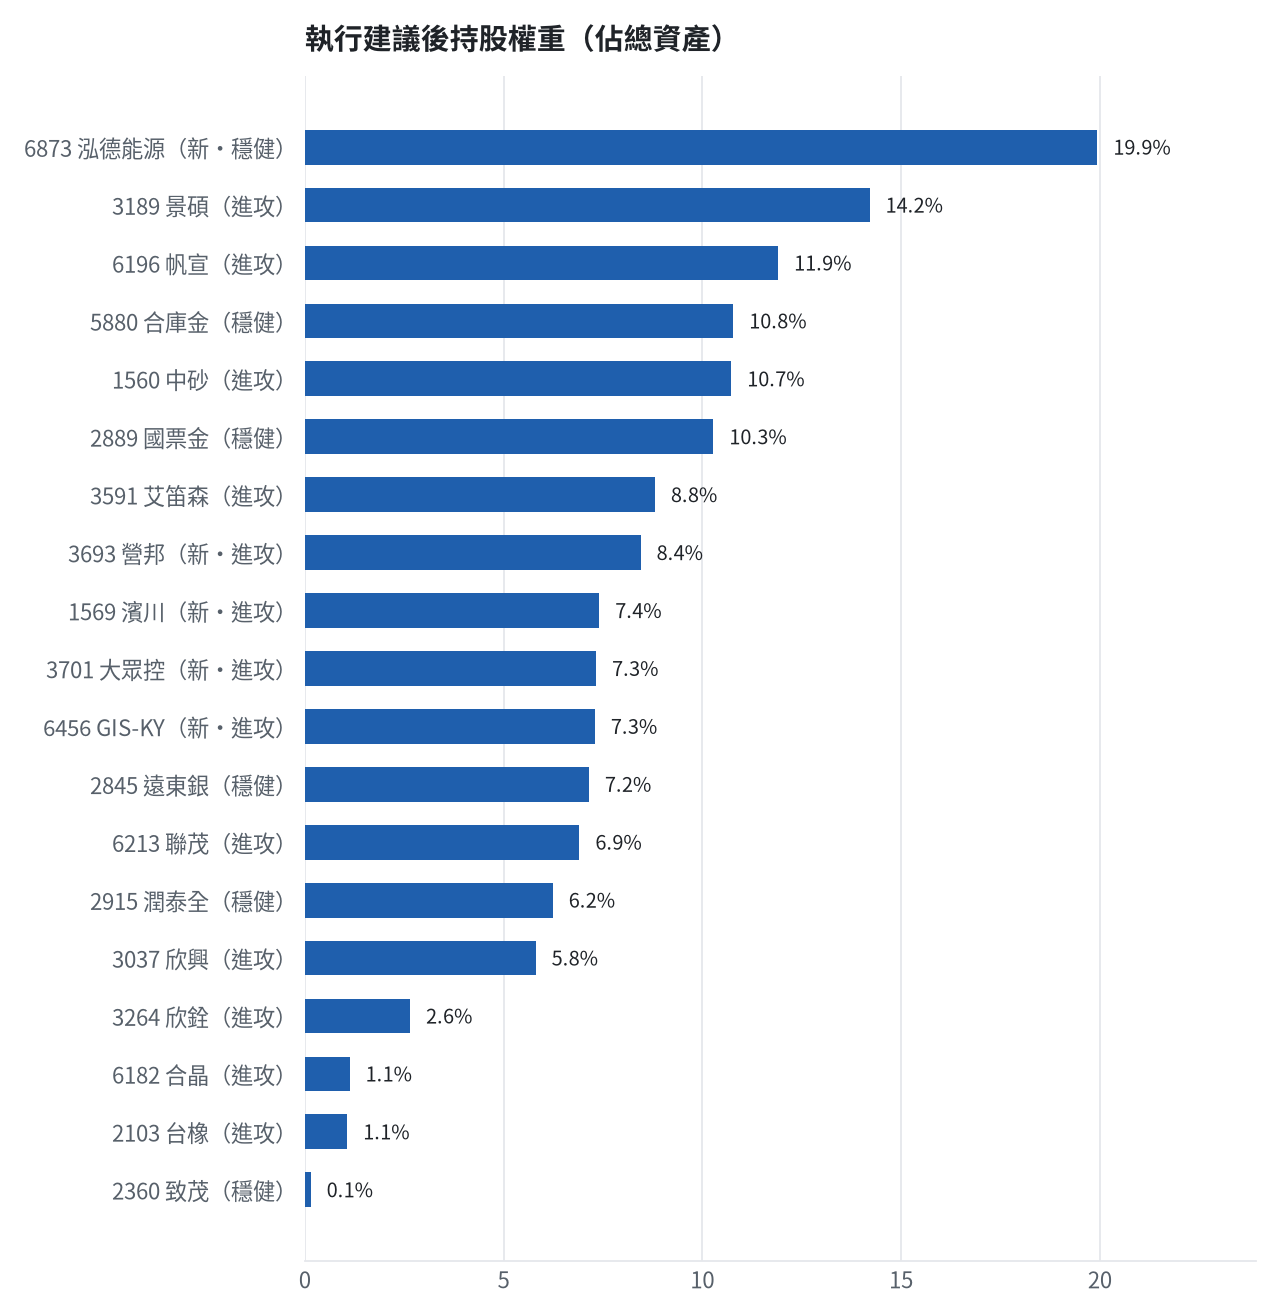 執行建議後持股權重（佔總資產）
6873 泓德能源（新・穩健） 19.9%
3189 景碩（進攻） 14.2%
6196 帆宣（進攻） 11.9%
5880 合庫金（穩健） 10.8%
1560 中砂（進攻） 10.7%
2889 國票金（穩健） 10.3%
3591 艾笛森（進攻） 8.8%
3693 營邦（新・進攻） 8.4%
1569 濱川（新・進攻） 7.4%
3701 大眾控（新・進攻） 7.3%
6456 GIS-KY（新・進攻） 7.3%
2845 遠東銀（穩健） 7.2%
6213 聯茂（進攻） 6.9%
2915 潤泰全（穩健） 6.2%
3037 欣興（進攻） 5.8%
3264 欣銓（進攻） 2.6%
6182 合晶（進攻） 1.1%
2103 台橡（進攻） 1.1%
2360 致茂（穩健） 0.1%
0 5 10 15 20